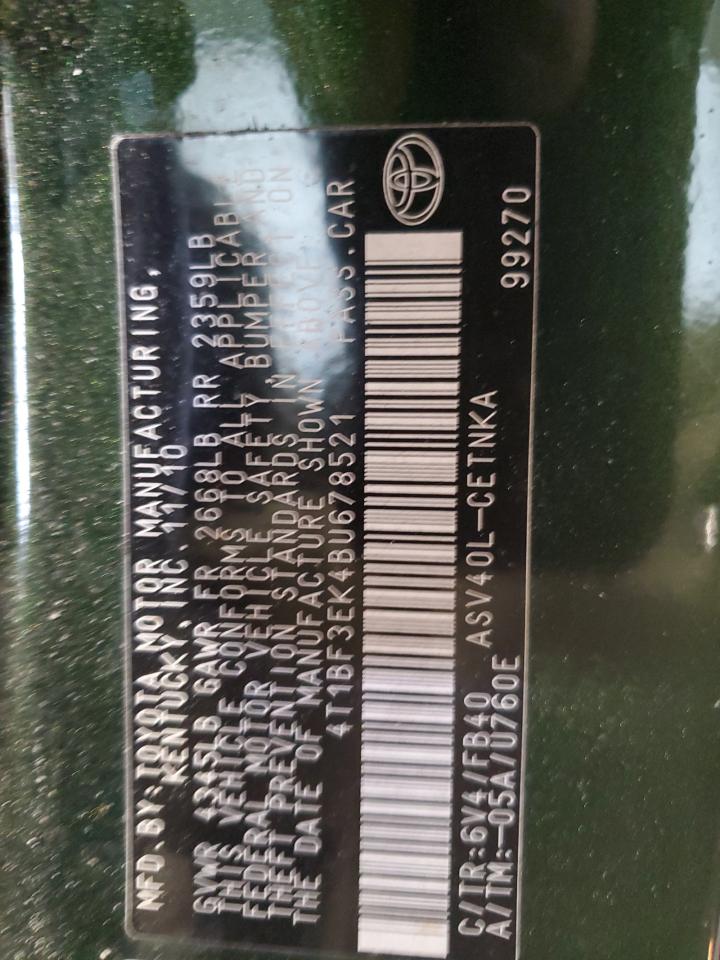 MFD.BY:TOYOTA MOTOR MANUFACTURING,
KENTUCKY, INC. 11/10
GVWR 4345LB GAWR FR 2668LB RR 2359LB
THIS VEHICLE CONFORMS TO ALL APPLICABLE
FEDERAL MOTOR VEHICLE SAFETY BUMPER AND
THEFT PREVENTION STANDARDS IN EFFECT ON
THE DATE OF MANUFACTURE SHOWN ABOVE
4T1BF3EK4BU678521 PASS.CAR
C/TR:6V4/FB40 ASV40L-CETNKA
A/TM:-05A/U760E 99270